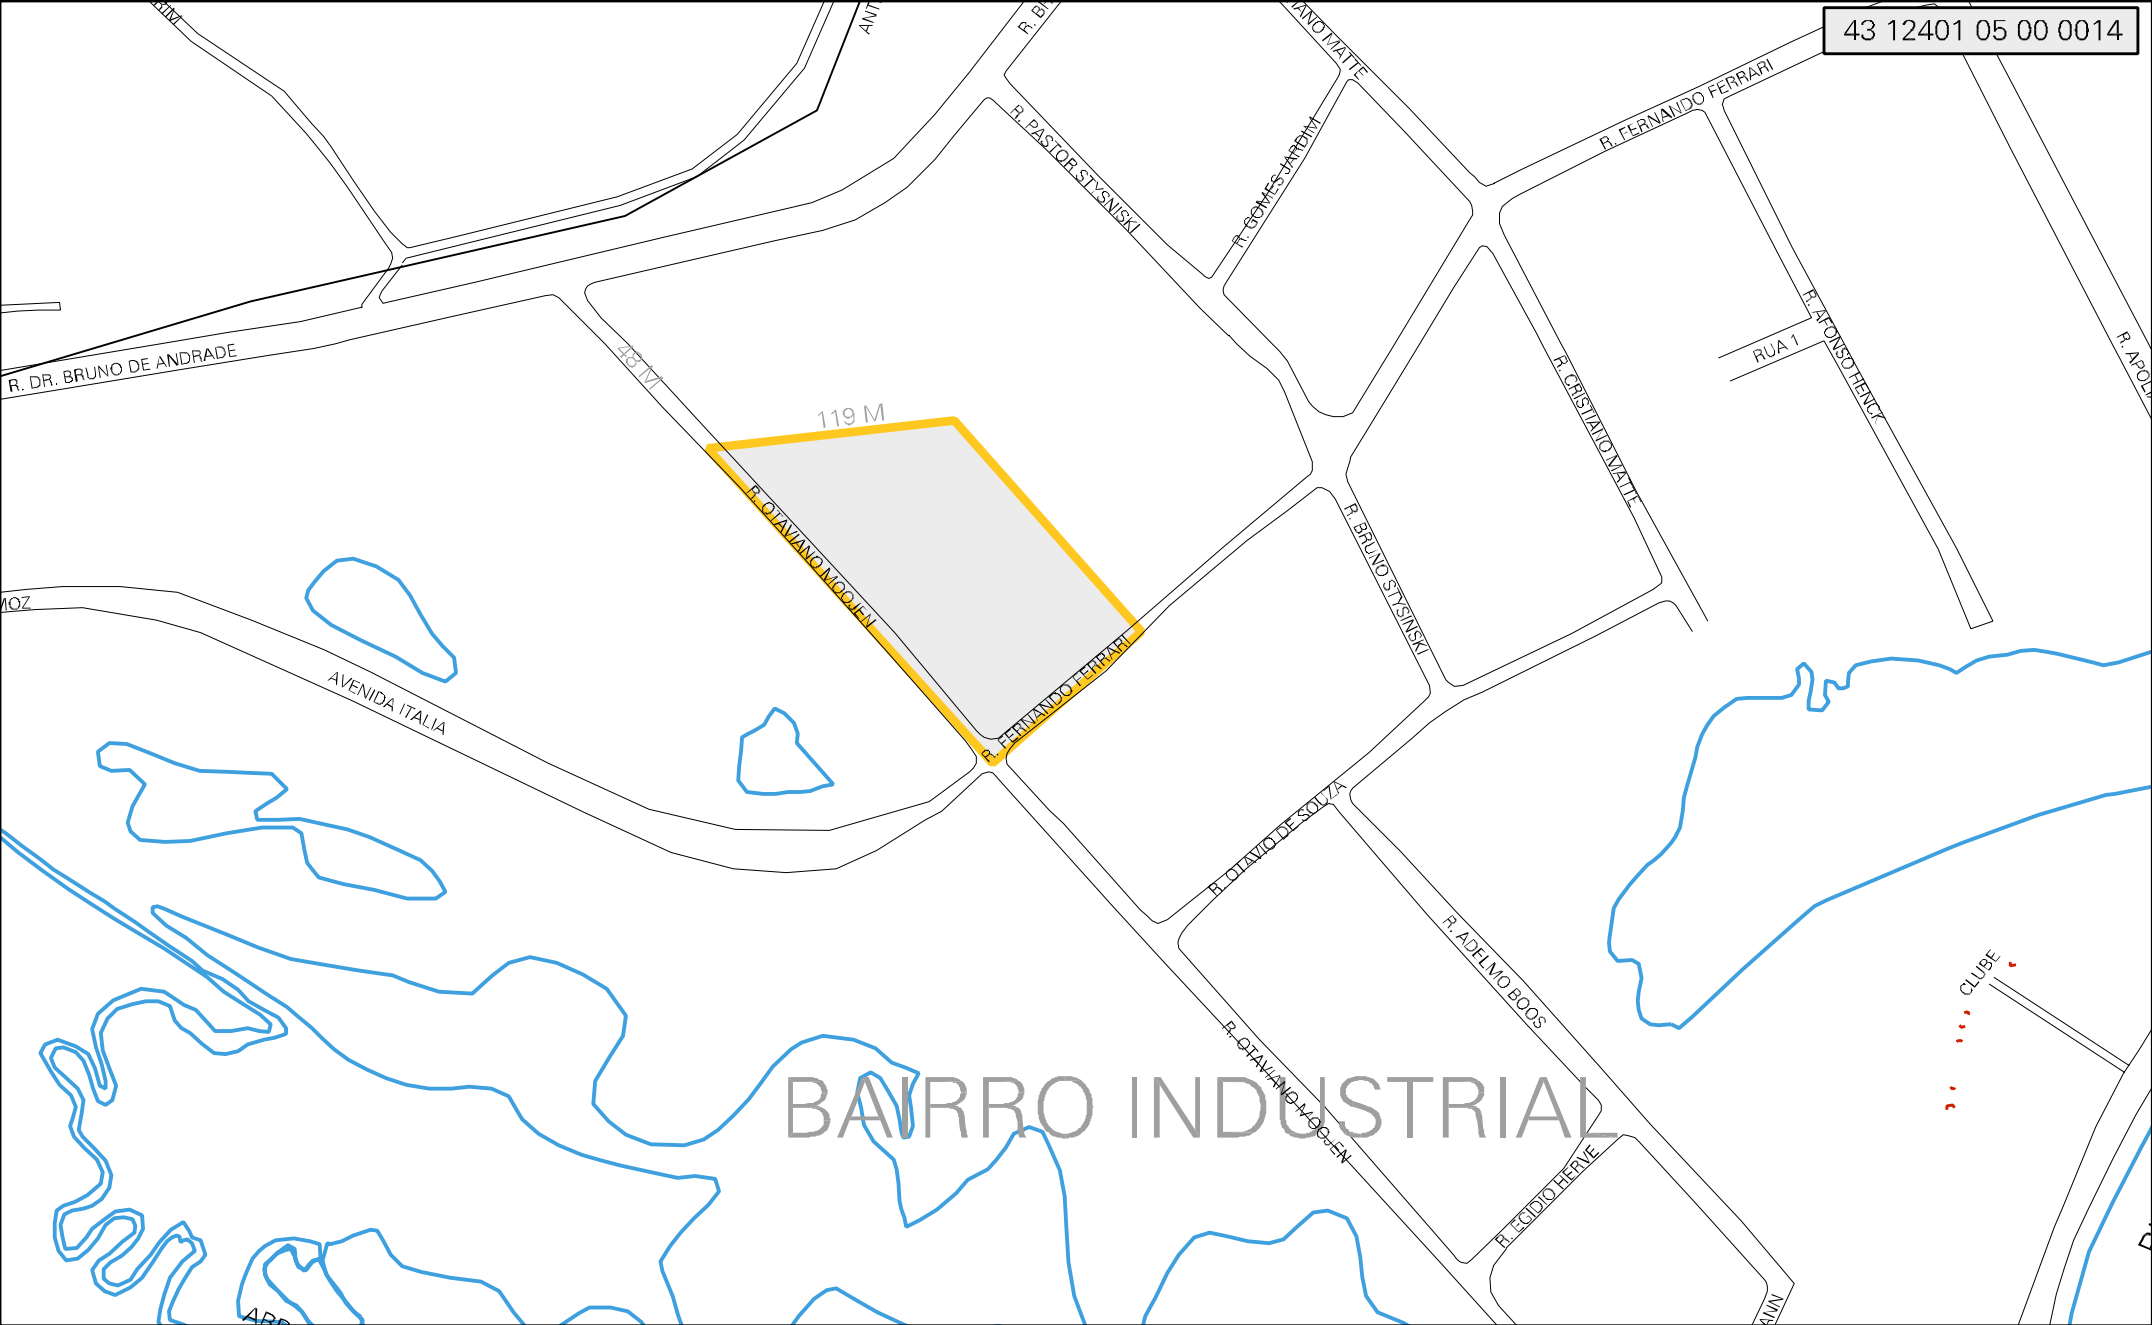 43 12401 05 00 0014
R. FERNANDO FERRARI
R. PASTOR STYSNISKI
R. GOMES JARDIM
R. DR. BRUNO DE ANDRADE
48 M
119 M
RUA 1
R. AFONSO HENCK
R. CRISTIANO MATTE
R. OTAVIANO MOOJEN
R. BRUNO STYSINSKI
R. FERNANDO FERRARI
AVENIDA ITALIA
R. OTAVIO DE SOUZA
R. ADELMO BOOS
CLUBE
R. OTAVIANO MOOJEN
BAIRRO INDUSTRIAL
R. EGIDIO HERVE